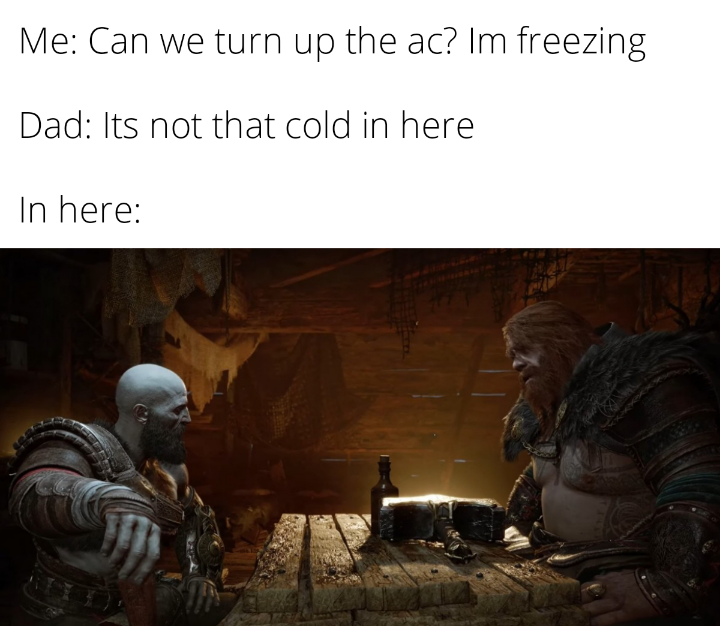 Me: Can we turn up the ac? Im freezing
Dad: Its not that cold in here
In here: